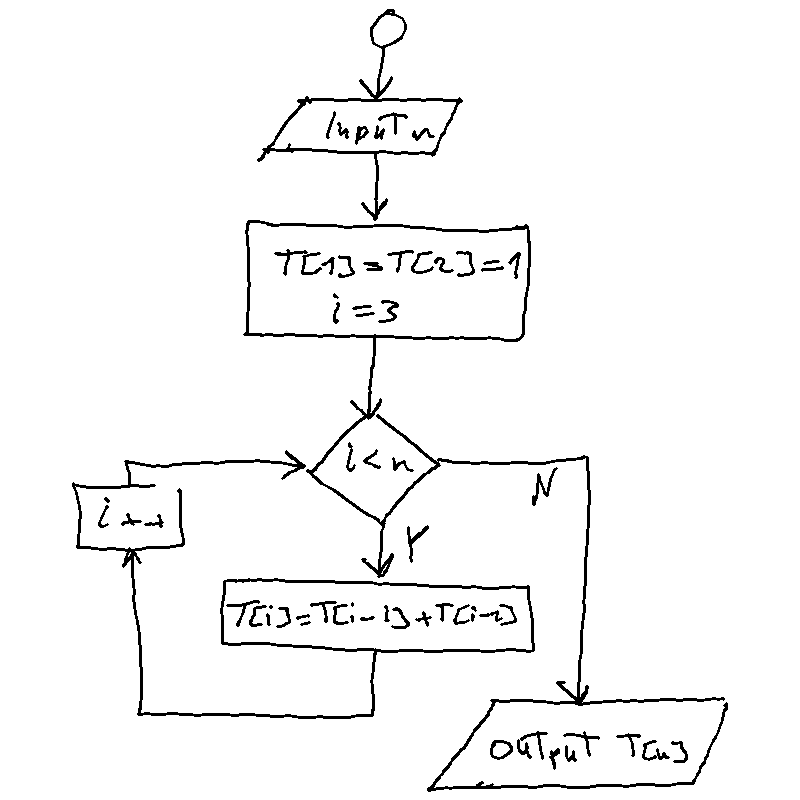 Input n
T[1]=T[2]=1
i=3
i<n
N
i++
Y
T[i]=T[i-1]+T[i-2]
OUTPUT T[n]